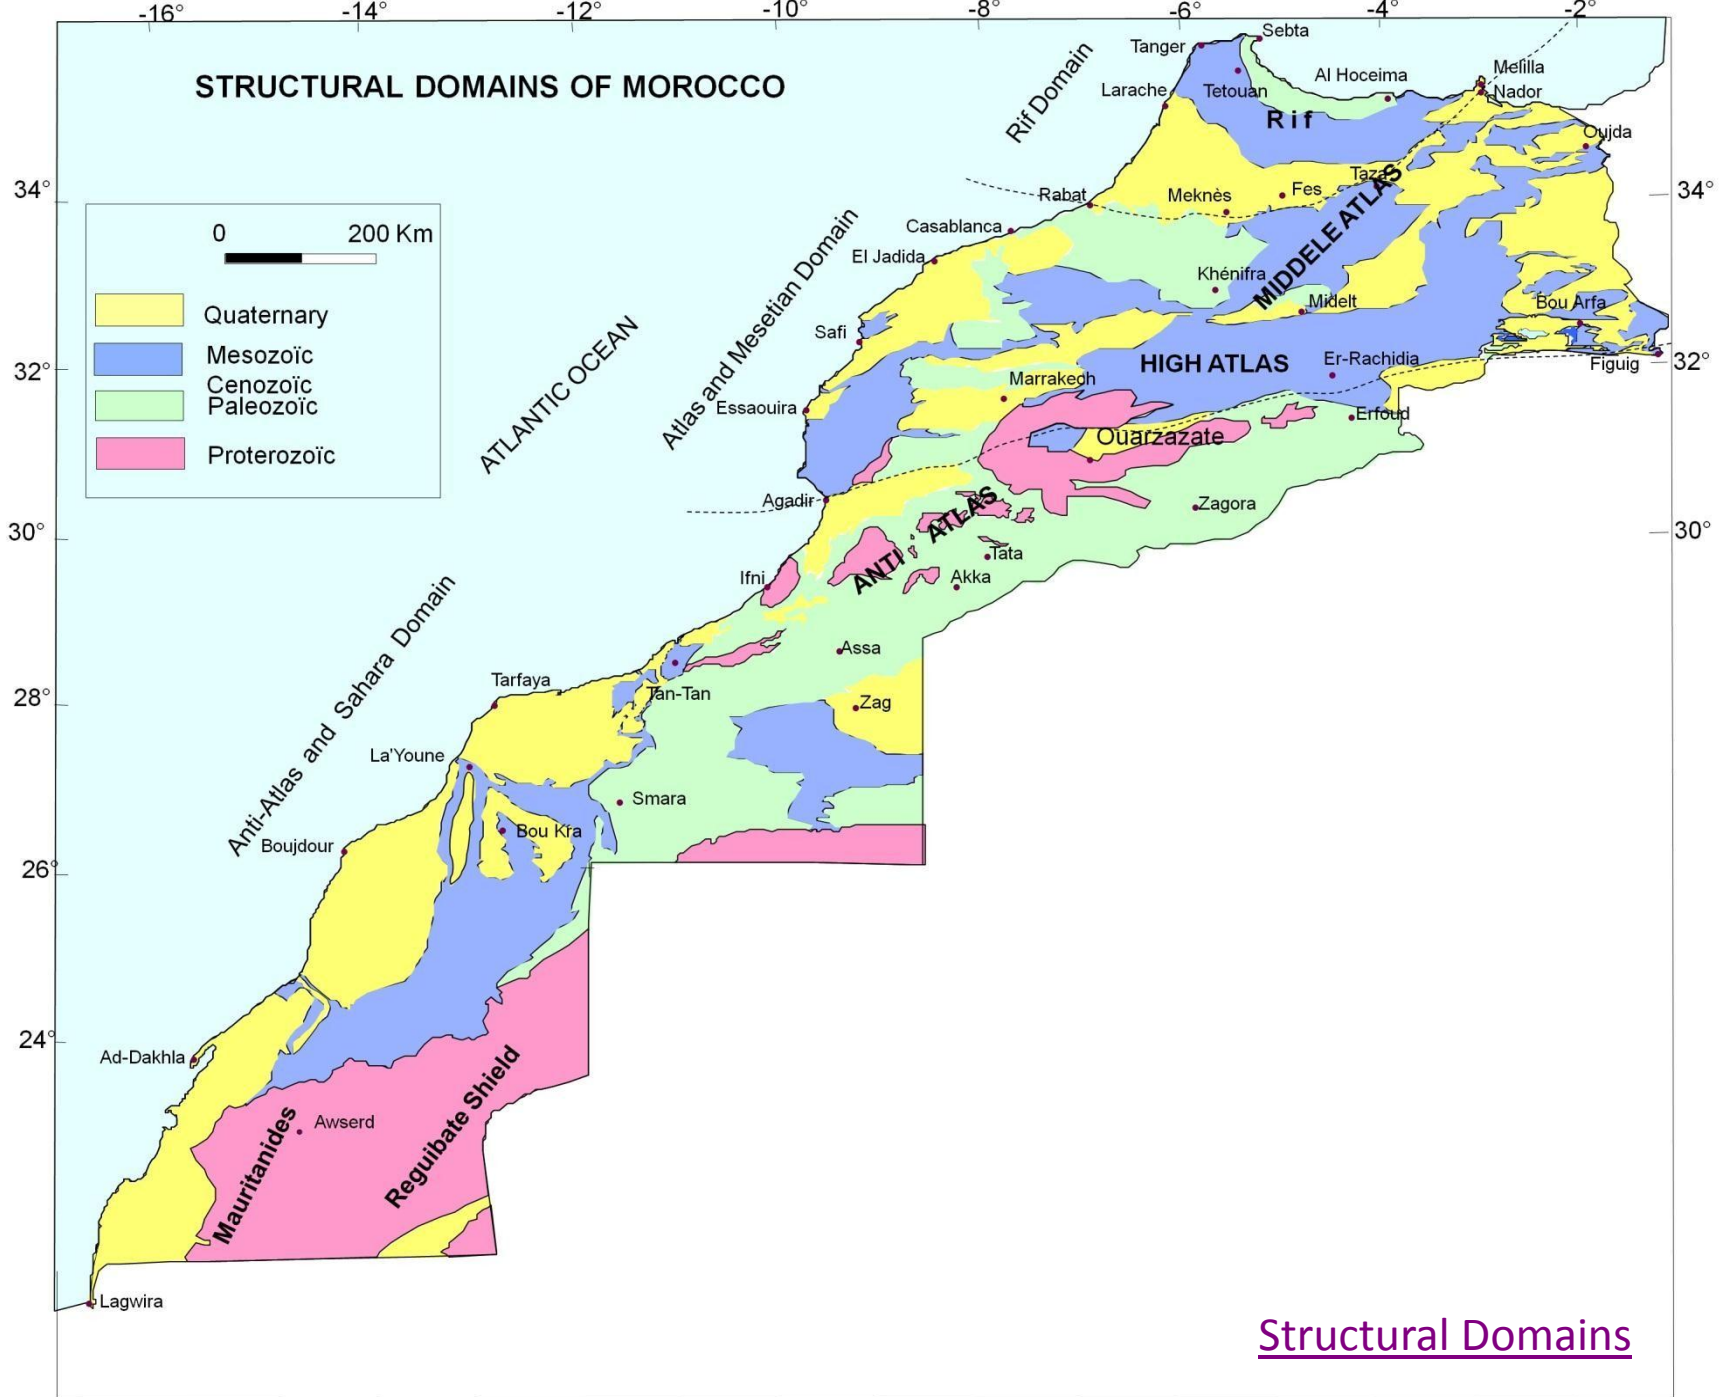 -16° -14° -12° -10° -8° -6° -4° -2°
STRUCTURAL DOMAINS OF MOROCCO
Rif Domain
Tanger
Sebta
Larache
Tetouan
Al Hoceima
Melilla
Nador
Rif
Oujda
34°
34°
Taza
Rabat
Meknès
Fes
MIDDELE ATLAS
Casablanca
El Jadida
Khénifra
Midelt
Bou Arfa
0 200 Km
Quaternary
Mesozoïc
Cenozoïc
Paleozoïc
Proterozoïc
ATLANTIC OCEAN
Atlas and Mesetian Domain
Safi
32°
32°
HIGH ATLAS
Er-Rachidia
Figuig
Marrakech
Essaouira
Erfoud
Ouarzazate
Agadir
Zagora
30°
30°
ANTI ATLAS
Tata
Ifni
Akka
Anti-Atlas and Sahara Domain
Assa
28°
Tarfaya
Tan-Tan
Zag
La'Youne
Smara
Bou Kra
Boujdour
26°
24°
Ad-Dakhla
Awserd
Mauritanides
Reguibate Shield
Lagwira
Structural Domains